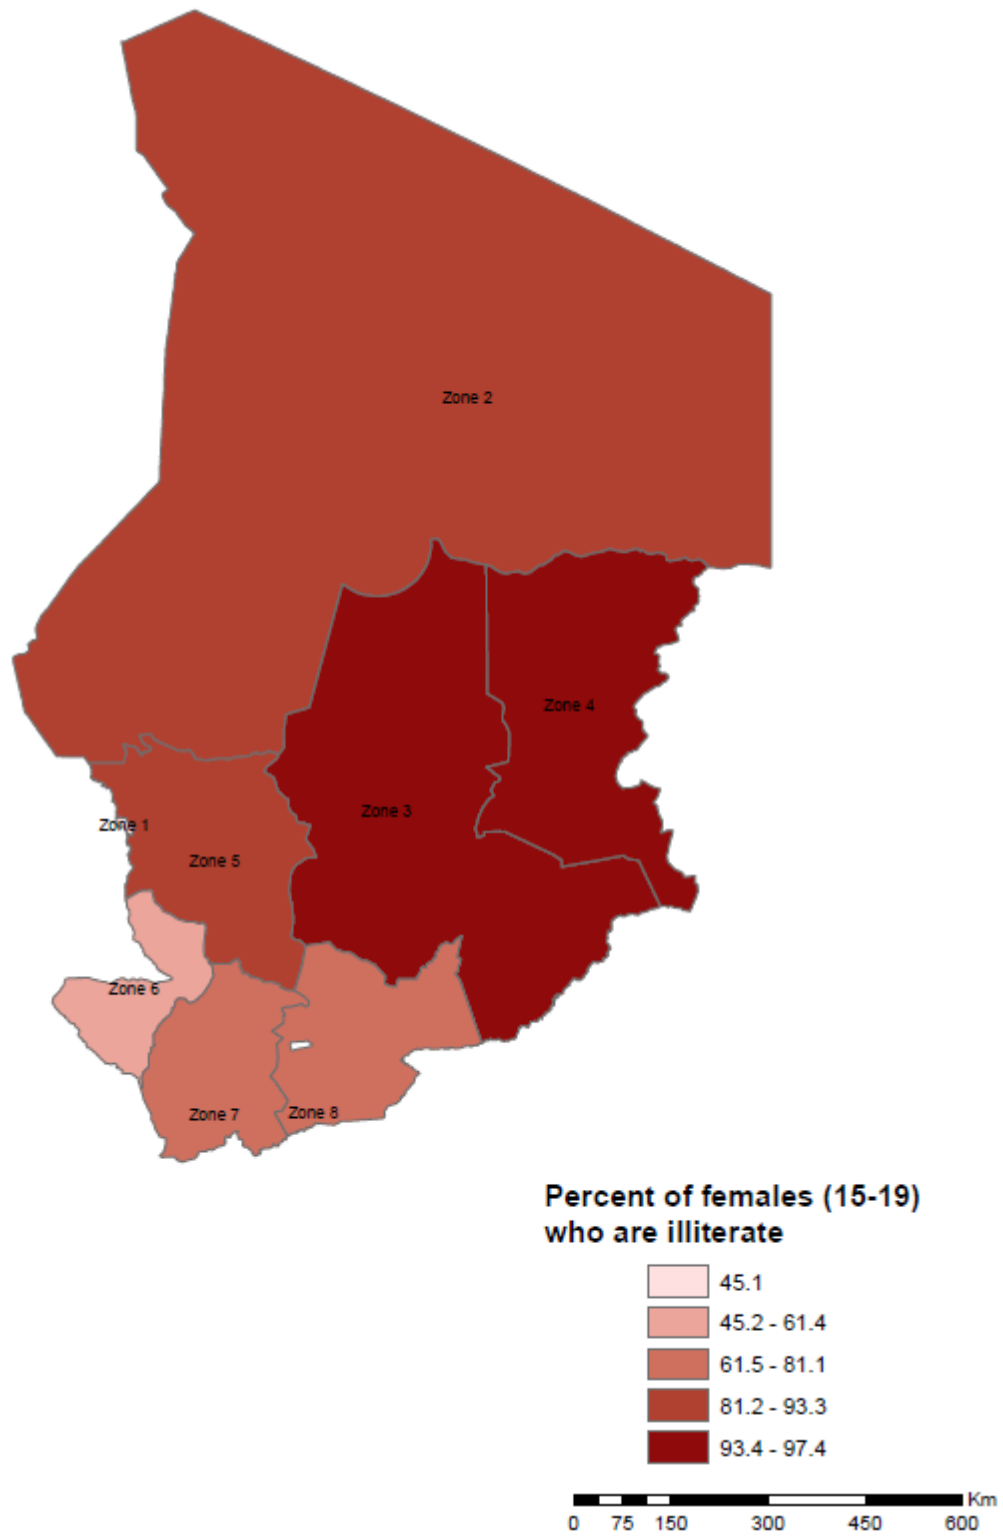 Zone 2
Zone 4
Zone 3
Zone 1
Zone 5
Zone 6
Zone 7
Zone 8
Percent of females (15-19)
who are illiterate
45.1
45.2 - 61.4
61.5 - 81.1
81.2 - 93.3
93.4 - 97.4
Km
0 75 150 300 450 600